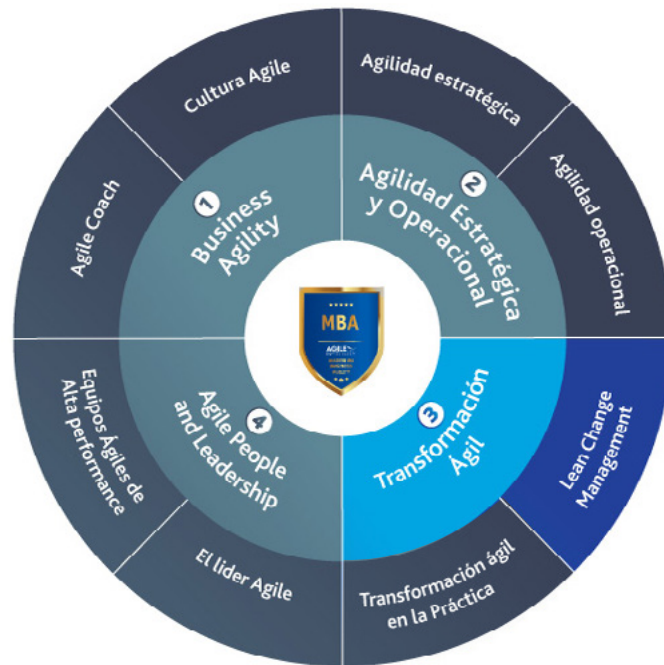 Cultura Agile
Agilidad estratégica
Agile Coach
1
Business
Agility
2
Agilidad Estratégica
y Operacional
Agilidad operacional
MBA
AGILE
Equipos Ágiles de
Alta performance
4
Agile People
and Leadership
3
Transformación
Ágil
Lean Change
Management
El lider Agile
Transformación ágil
en la Práctica